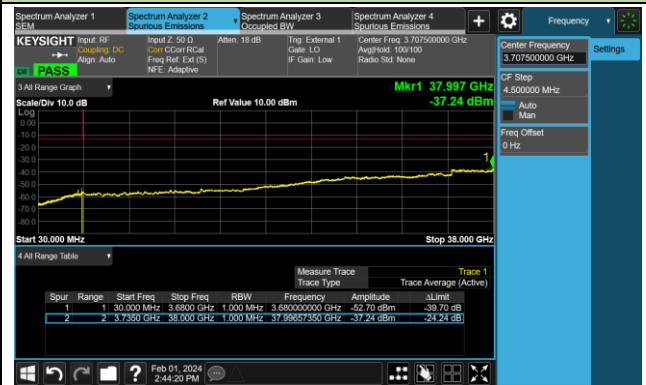 Spectrum Analyzer 1
SEM
Spectrum Analyzer 2
Spurious Emissions
Spectrum Analyzer 3
Occupied BW
Spectrum Analyzer 4
Spurious Emissions
+
Frequency
KEYSIGHT
Input: RF
Coupling: DC
Align: Auto
Input Z: 50 Ω
Corr CCorr RCal
Freq Ref: Ext (S)
NFE: Adaptive
Atten: 18 dB
Trig: External 1
Gate: LO
IF Gain: Low
Center Freq: 3.707500000 GHz
Avg|Hold: 100/100
Radio Std: None
PASS
Center Frequency
3.707500000 GHz
Settings
CF Step
4.500000 MHz
Auto
Man
Freq Offset
0 Hz
3 All Range Graph
Mkr1 37.997 GHz
Scale/Div 10.0 dB
Ref Value 10.00 dBm
-37.24 dBm
Log
0.00
-10.0
-20.0
-30.0
-40.0
-50.0
-60.0
-70.0
-80.0
1
Start 30.000 MHz
Stop 38.000 GHz
4 All Range Table
Measure Trace Trace 1
Trace Type Trace Average (Active)
Spur Range Start Freq Stop Freq RBW Frequency Amplitude ΔLimit
1 1 30.000 MHz 3.6800 GHz 1.000 MHz 3.680000000 GHz -52.70 dBm -39.70 dB
2 2 3.7350 GHz 38.000 GHz 1.000 MHz 37.99657350 GHz -37.24 dBm -24.24 dB
?
Feb 01, 2024
2:44:20 PM